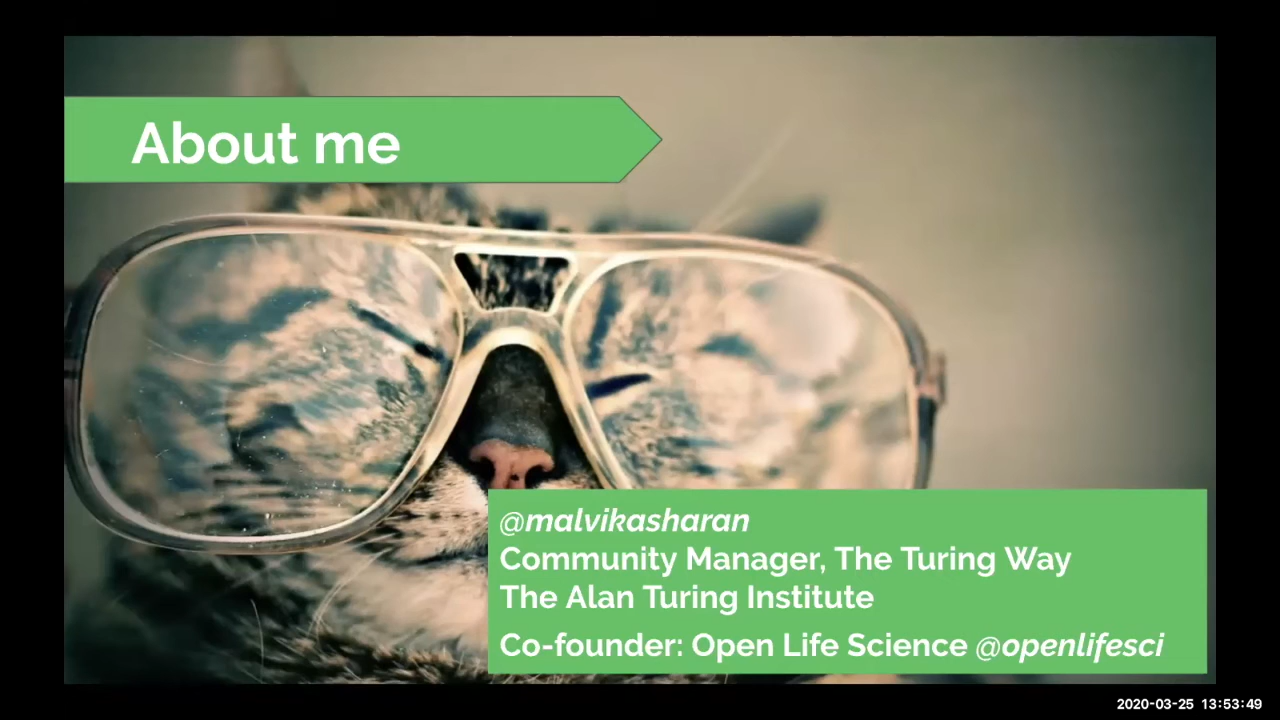 About me
@malvikasharan
Community Manager, The Turing Way
The Alan Turing Institute
Co-founder: Open Life Science @openlifesci
2020-03-25 13:53:49